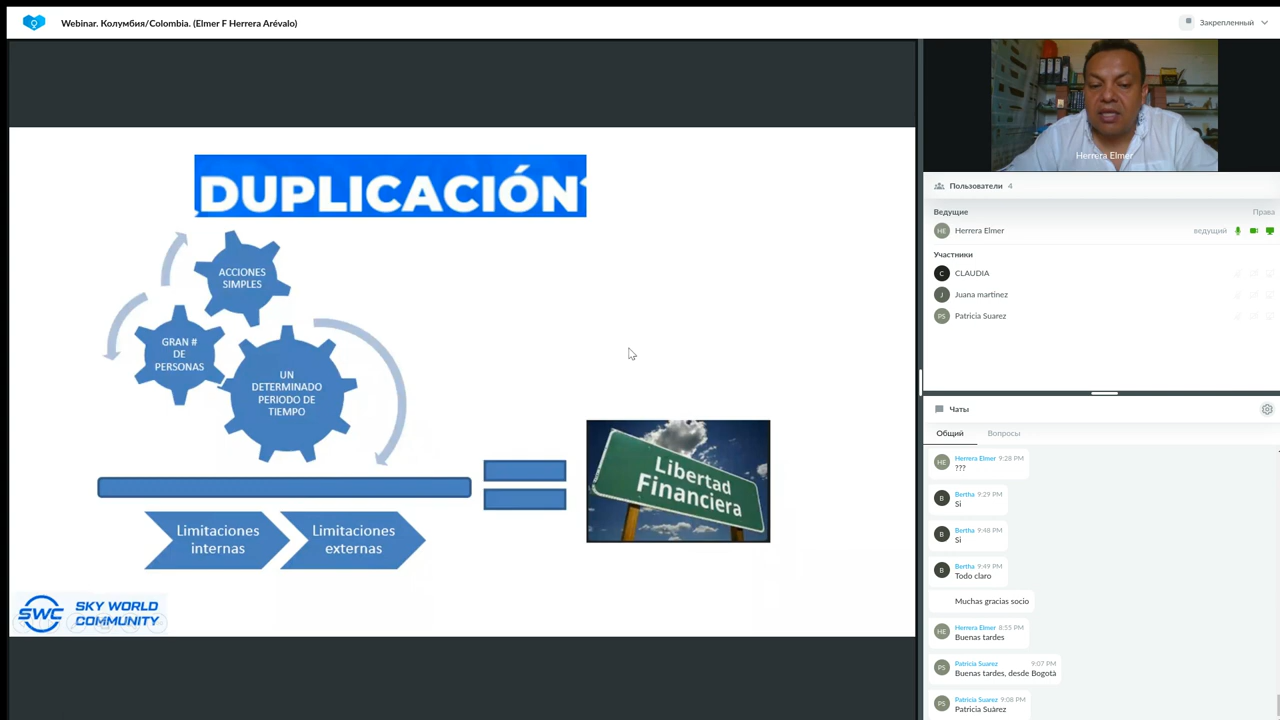 Webinar. Колумбия/Colombia. (Elmer F Herrera Arévalo)
Закрепленный
DUPLICACIÓN
ACCIONES
SIMPLES
GRAN #
DE
PERSONAS
UN
DETERMINADO
PERIODO DE
TIEMPO
Limitaciones
internas
Limitaciones
externas
Libertad
Financiera
SWC
SKY WORLD
COMMUNITY
Herrera Elmer
Пользователи 4
Ведущие
Права
HE Herrera Elmer ведущий
Участники
C CLAUDIA
J Juana martinez
PS Patricia Suarez
Чаты
Общий Вопросы
HE Herrera Elmer 9:28 PM
???
B Bertha 9:29 PM
Si
B Bertha 9:48 PM
Si
B Bertha 9:49 PM
Todo claro
Muchas gracias socio
HE Herrera Elmer 8:55 PM
Buenas tardes
PS Patricia Suarez 9:07 PM
Buenas tardes, desde Bogotà
PS Patricia Suarez 9:08 PM
Patricia Suàrez